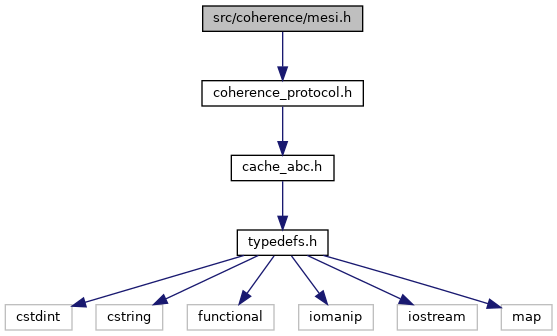 src/coherence/mesi.h
coherence_protocol.h
cache_abc.h
typedefs.h
cstdint
cstring
functional
iomanip
iostream
map